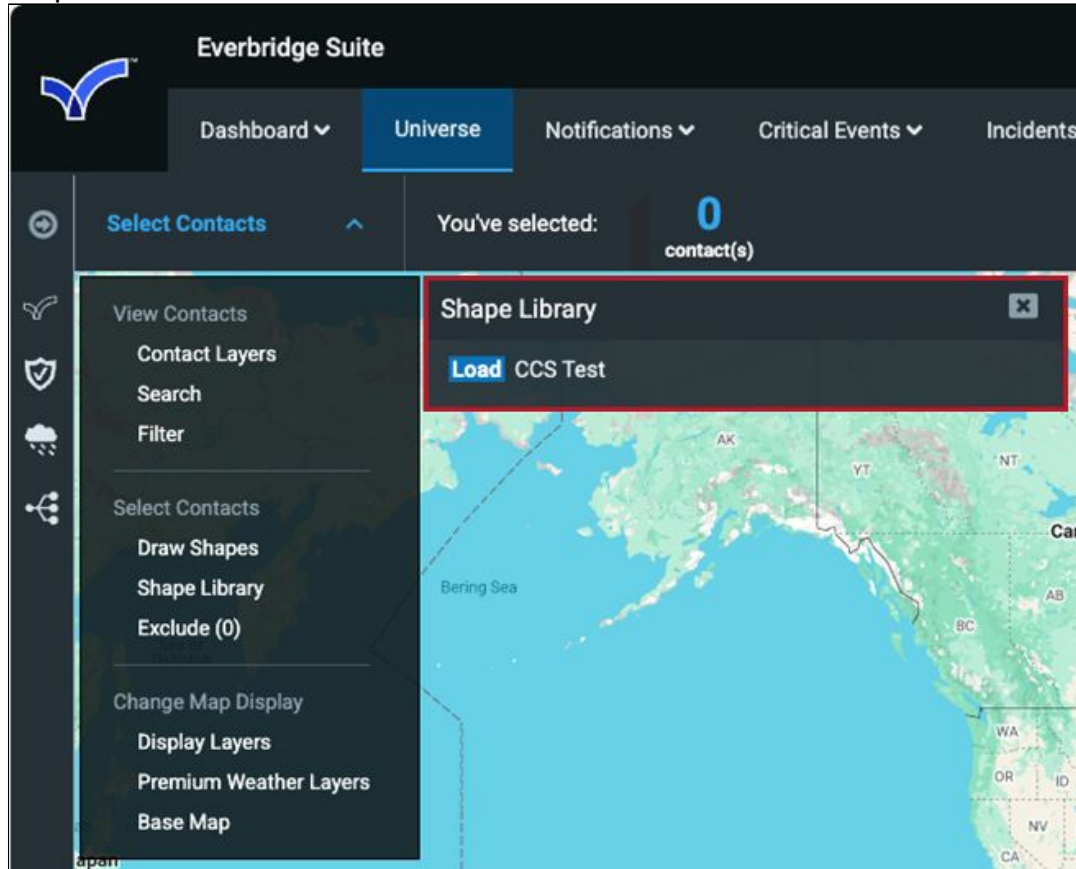 Everbridge Suite
Dashboard
Universe
Notifications
Critical Events
Incidents
Select Contacts
You've selected:
0
contact(s)
View Contacts
Contact Layers
Search
Filter
Select Contacts
Draw Shapes
Shape Library
Exclude (0)
Change Map Display
Display Layers
Premium Weather Layers
Base Map
Shape Library
Load CCS Test
AK
YT
NT
Bering Sea
BC
AB
WA
OR
ID
NV
CA
apan